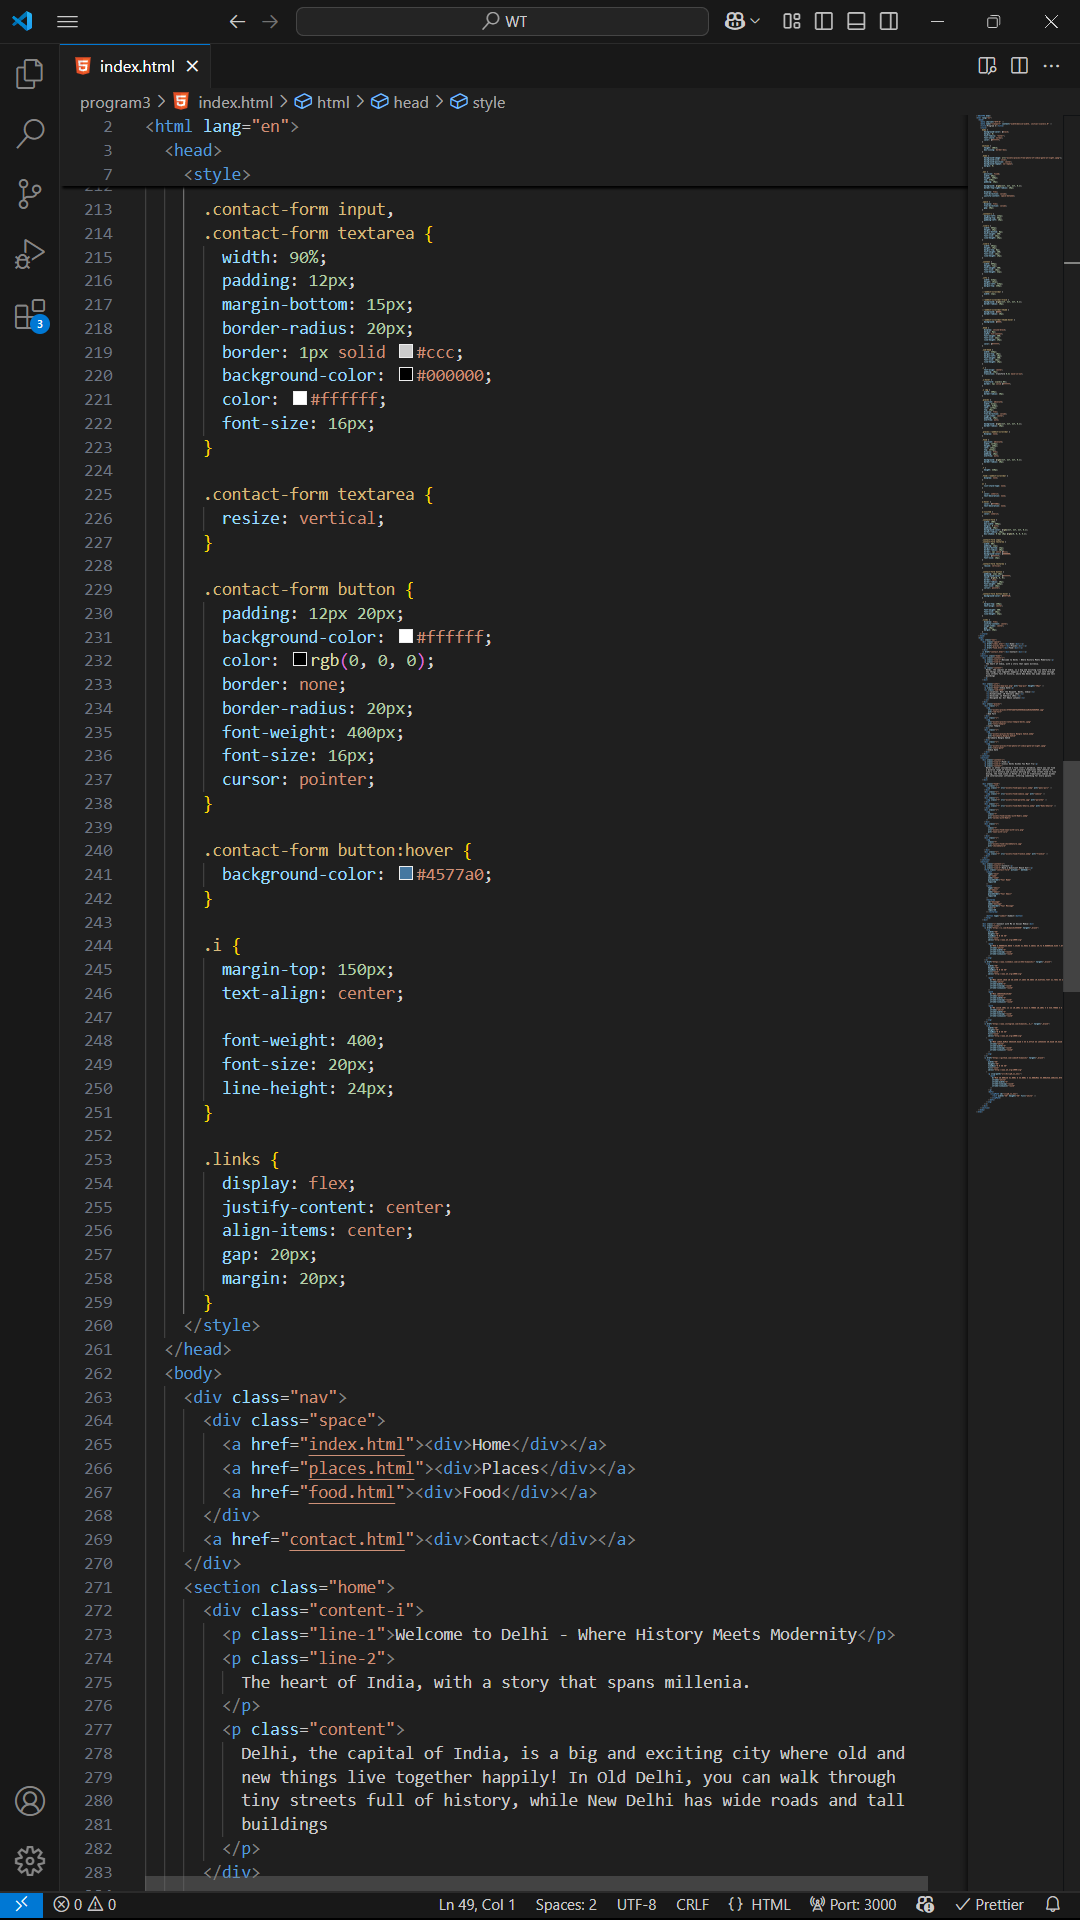 WT
index.html
program3 > index.html > html > head > style
2 <html lang="en">
3 <head>
7 <style>
212
213 .contact-form input,
214 .contact-form textarea {
215 width: 90%;
216 padding: 12px;
217 margin-bottom: 15px;
218 border-radius: 20px;
219 border: 1px solid #ccc;
220 background-color: #000000;
221 color: #ffffff;
222 font-size: 16px;
223 }
224
225 .contact-form textarea {
226 resize: vertical;
227 }
228
229 .contact-form button {
230 padding: 12px 20px;
231 background-color: #ffffff;
232 color: rgb(0, 0, 0);
233 border: none;
234 border-radius: 20px;
235 font-weight: 400px;
236 font-size: 16px;
237 cursor: pointer;
238 }
239
240 .contact-form button:hover {
241 background-color: #4577a0;
242 }
243
244 .i {
245 margin-top: 150px;
246 text-align: center;
247
248 font-weight: 400;
249 font-size: 20px;
250 line-height: 24px;
251 }
252
253 .links {
254 display: flex;
255 justify-content: center;
256 align-items: center;
257 gap: 20px;
258 margin: 20px;
259 }
260 </style>
261 </head>
262 <body>
263 <div class="nav">
264 <div class="space">
265 <a href="index.html"><div>Home</div></a>
266 <a href="places.html"><div>Places</div></a>
267 <a href="food.html"><div>Food</div></a>
268 </div>
269 <a href="contact.html"><div>Contact</div></a>
270 </div>
271 <section class="home">
272 <div class="content-i">
273 <p class="line-1">Welcome to Delhi - Where History Meets Modernity</p>
274 <p class="line-2">
275 The heart of India, with a story that spans millenia.
276 </p>
277 <p class="content">
278 Delhi, the capital of India, is a big and exciting city where old and
279 new things live together happily! In Old Delhi, you can walk through
280 tiny streets full of history, while New Delhi has wide roads and tall
281 buildings
282 </p>
283 </div>
3
0 0 Ln 49, Col 1 Spaces: 2 UTF-8 CRLF {} HTML Port: 3000 Prettier